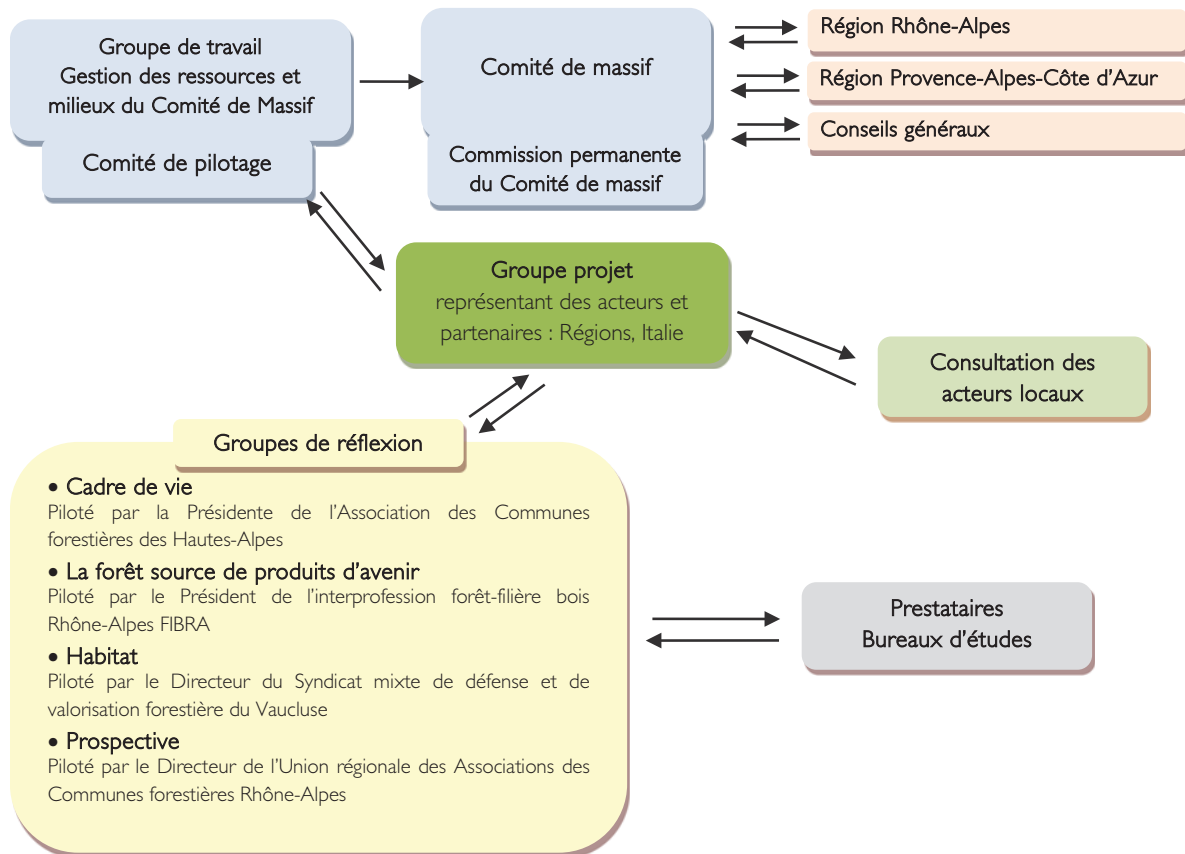 Groupe de travail
Gestion des ressources et
milieux du Comité de Massif
Comité de pilotage
Comité de massif
Commission permanente
du Comité de massif
Région Rhône-Alpes
Région Provence-Alpes-Côte d'Azur
Conseils généraux
Groupe projet
représentant des acteurs et
partenaires : Régions, Italie
Consultation des
acteurs locaux
Groupes de réflexion
• Cadre de vie
Piloté par la Présidente de l'Association des Communes
forestières des Hautes-Alpes
• La forêt source de produits d'avenir
Piloté par le Président de l'interprofession forêt-filière bois
Rhône-Alpes FIBRA
• Habitat
Piloté par le Directeur du Syndicat mixte de défense et de
valorisation forestière du Vaucluse
• Prospective
Piloté par le Directeur de l'Union régionale des Associations des
Communes forestières Rhône-Alpes
Prestataires
Bureaux d'études